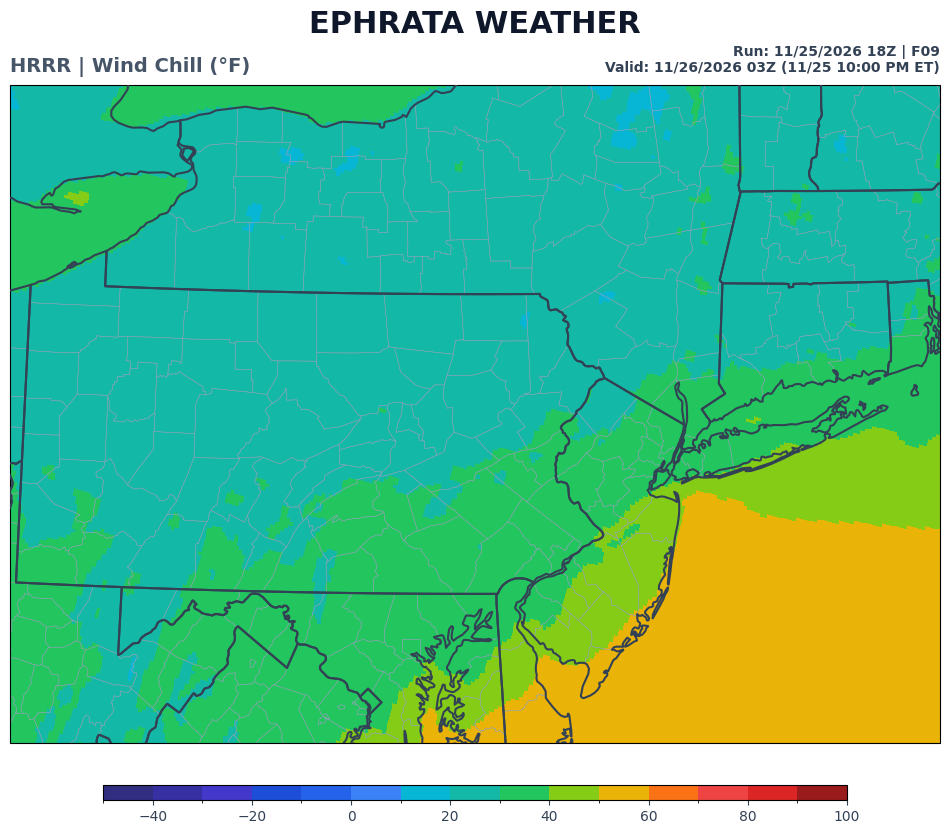 EPHRATA WEATHER
HRRR | Wind Chill (°F)
Run: 11/25/2026 18Z | F09
Valid: 11/26/2026 03Z (11/25 10:00 PM ET)
−40 −20 0 20 40 60 80 100